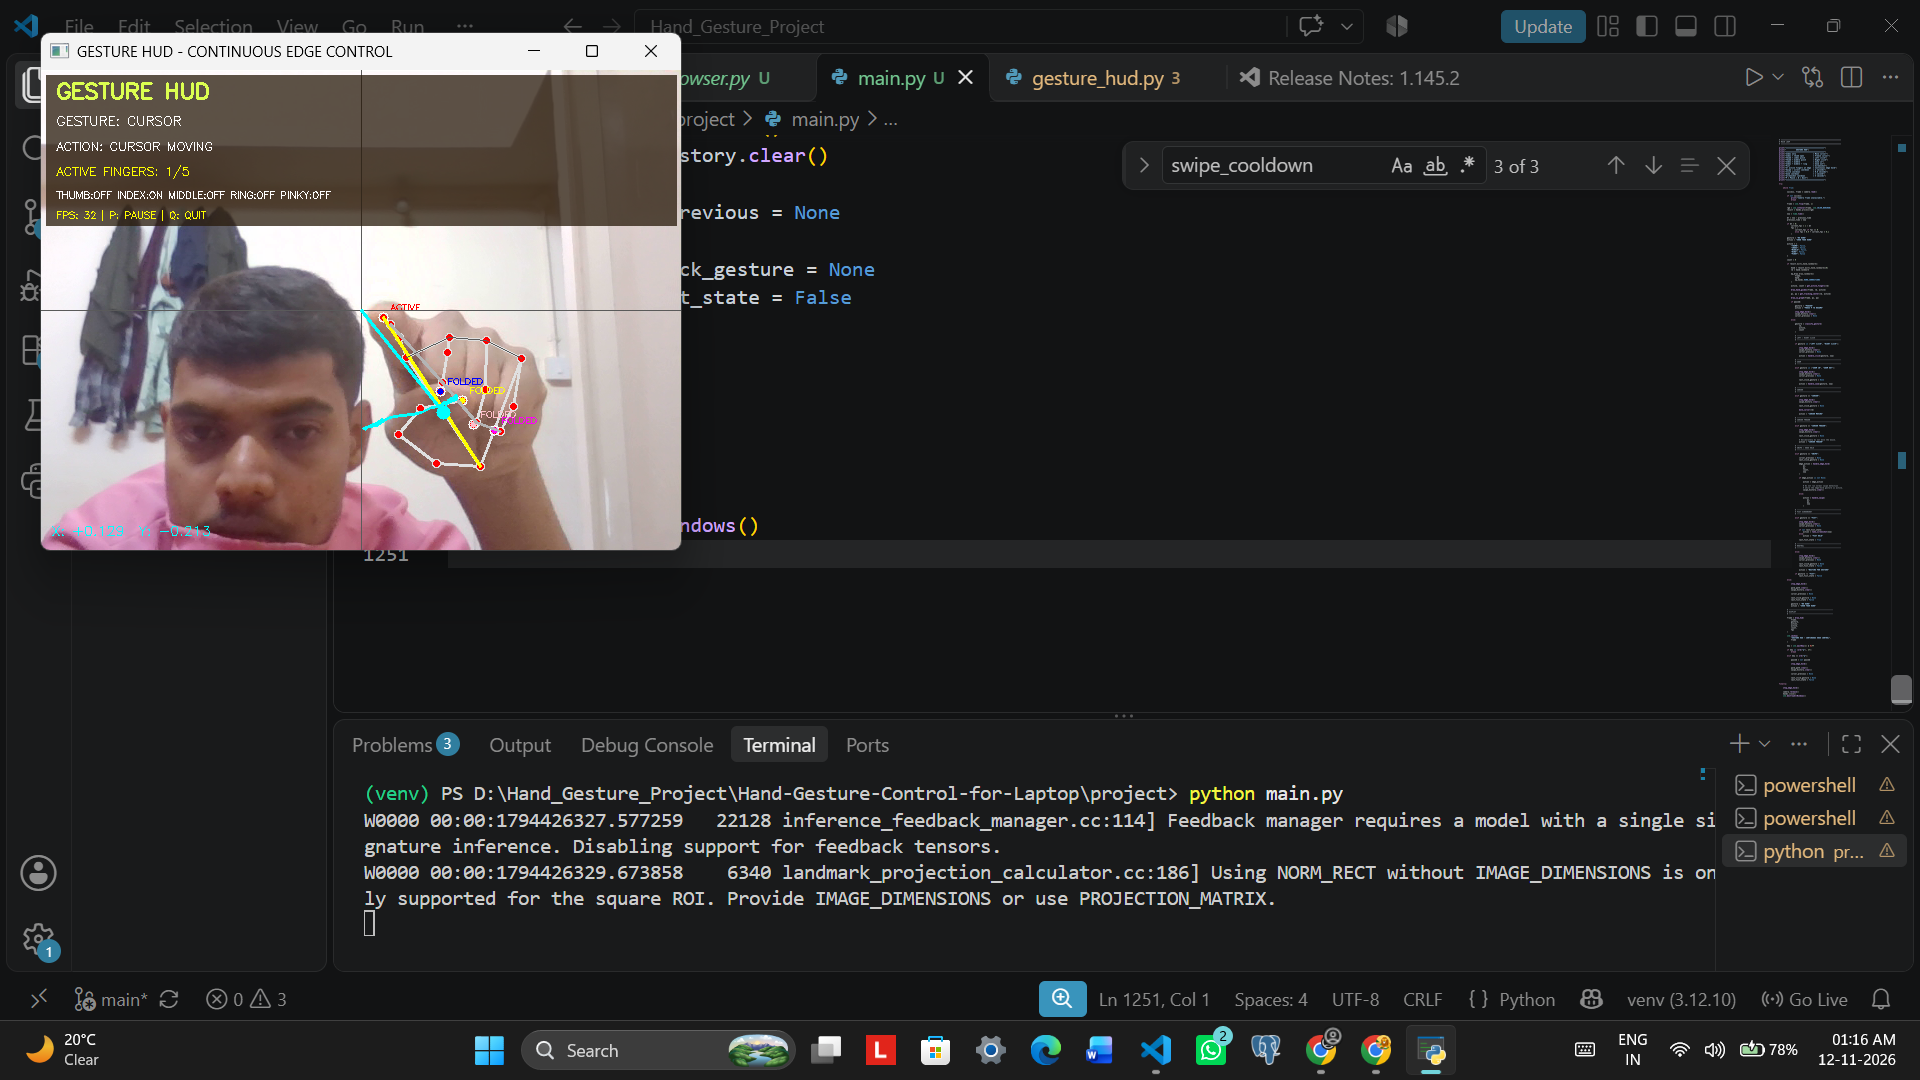 File Edit Selection View Go Run ···
Hand_Gesture_Project
Update
GESTURE HUD - CONTINUOUS EDGE CONTROL
GESTURE HUD
GESTURE: CURSOR
ACTION: CURSOR MOVING
ACTIVE FINGERS: 1/5
THUMB:OFF INDEX:ON MIDDLE:OFF RING:OFF PINKY:OFF
FPS: 32 | P: PAUSE | Q: QUIT
ACTIVE
FOLDED
FOLDED
FOLDED
owser.py U
main.py U
gesture_hud.py 3
Release Notes: 1.145.2
project > main.py > ...
swipe_cooldown
Aa ab .*
3 of 3
story.clear()
revious = None
ck_gesture = None
t_state = False
ndows()
1251
Problems 3
Output
Debug Console
Terminal
Ports
(venv) PS D:\Hand_Gesture_Project\Hand-Gesture-Control-for-Laptop\project> python main.py
W0000 00:00:1794426327.577259   22128 inference_feedback_manager.cc:114] Feedback manager requires a model with a single si
gnature inference. Disabling support for feedback tensors.
W0000 00:00:1794426329.673858    6340 landmark_projection_calculator.cc:186] Using NORM_RECT without IMAGE_DIMENSIONS is on
ly supported for the square ROI. Provide IMAGE_DIMENSIONS or use PROJECTION_MATRIX.
powershell
powershell
python pr...
1
main*
0 3
Ln 1251, Col 1
Spaces: 4
UTF-8
CRLF
{ } Python
venv (3.12.10)
Go Live
20°C
Clear
Search
L
W
2
ENG
IN
78%
01:16 AM
12-11-2026